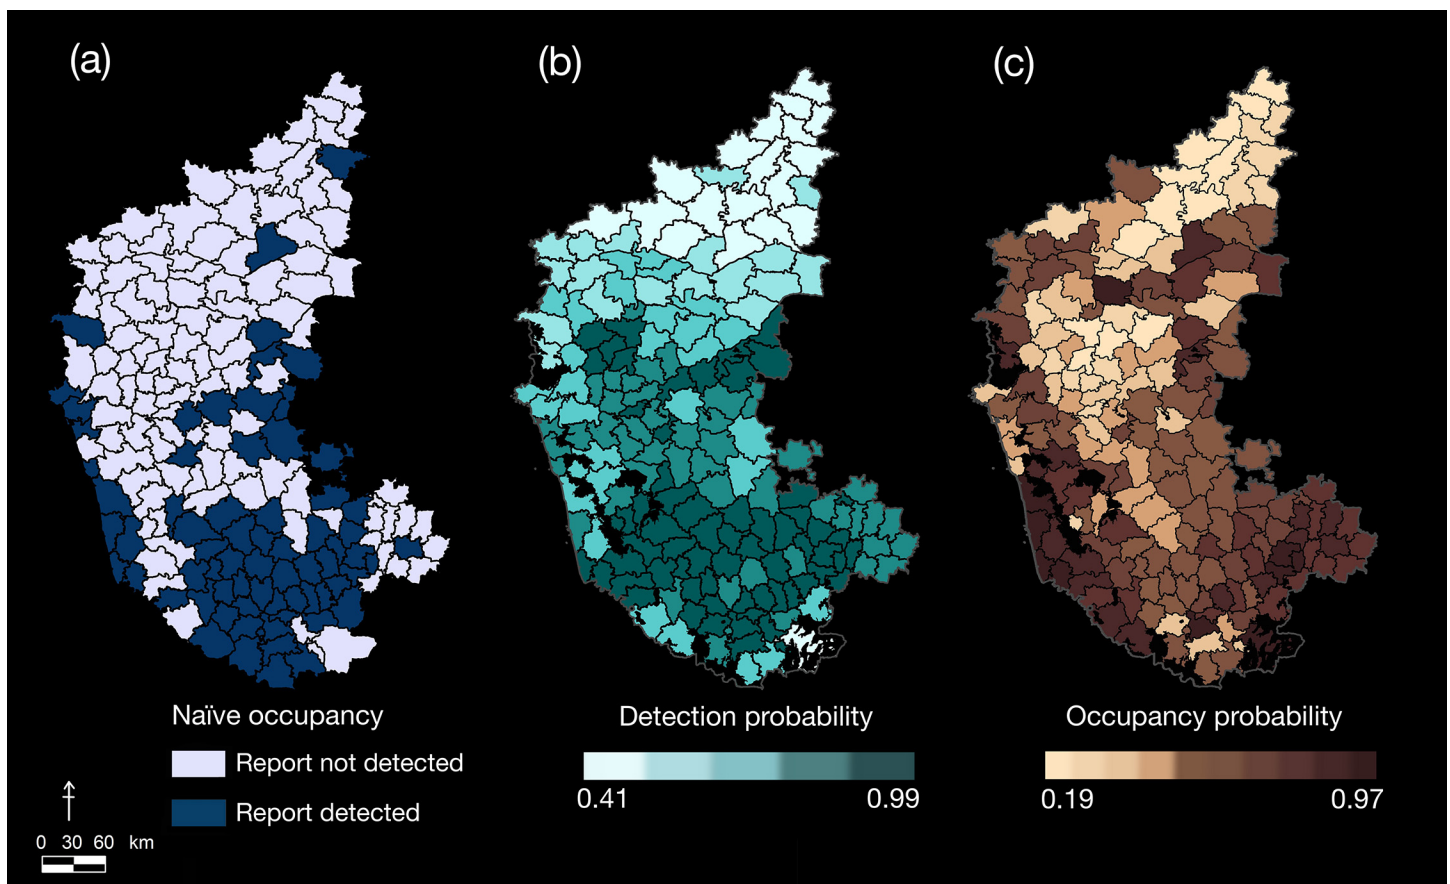 (a)
(b)
(c)
Naïve occupancy
Report not detected
Report detected
0 30 60 km
Detection probability
0.41 0.99
Occupancy probability
0.19 0.97